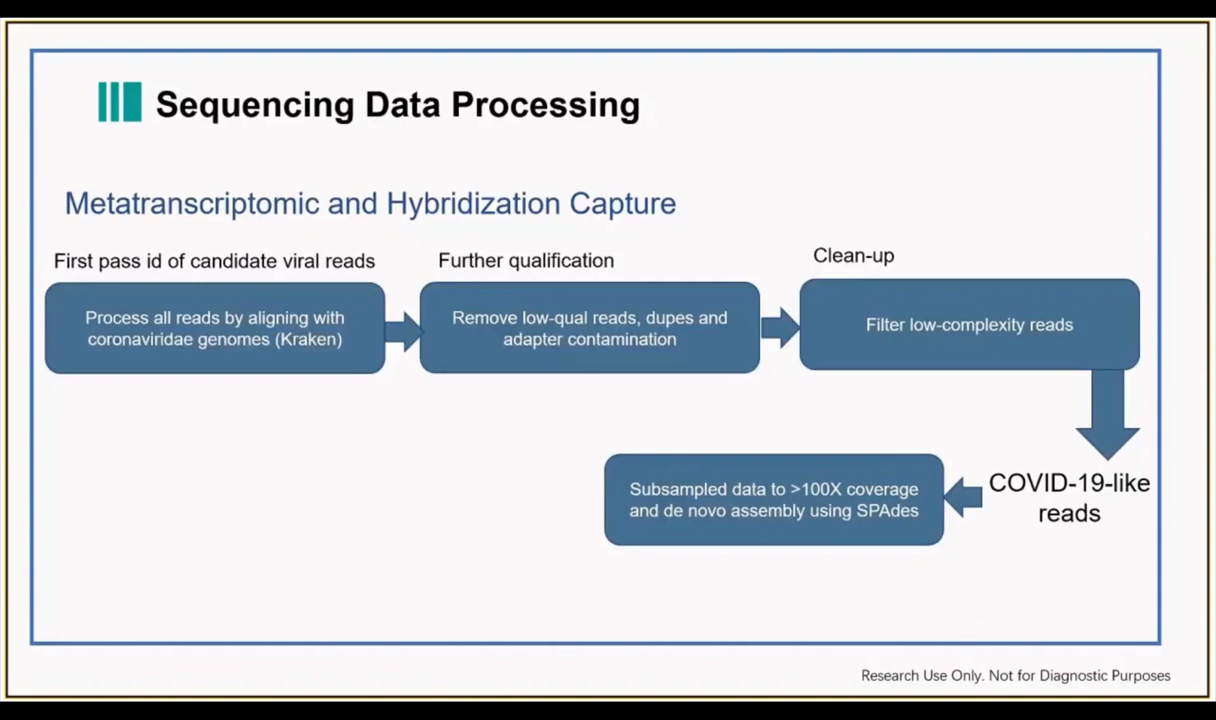 Sequencing Data Processing
Metatranscriptomic and Hybridization Capture
First pass id of candidate viral reads
Process all reads by aligning with
coronaviridae genomes (Kraken)
Further qualification
Remove low-qual reads, dupes and
adapter contamination
Clean-up
Filter low-complexity reads
COVID-19-like
reads
Subsampled data to >100X coverage
and de novo assembly using SPAdes
Research Use Only. Not for Diagnostic Purposes